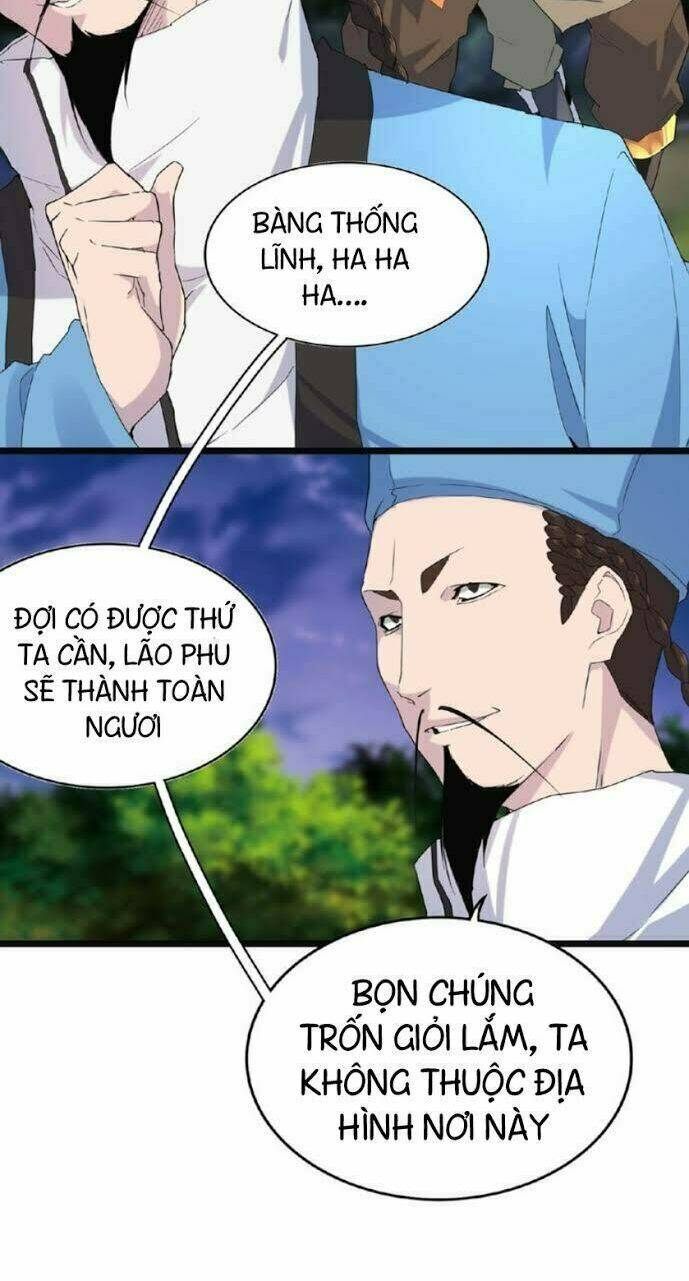 BÀNG THỐNG
LĨNH, HA HA
HA....
ĐỢI CÓ ĐƯỢC THỨ
TA CẦN, LÃO PHU
SẼ THÀNH TOÀN
NGƯƠI
BỌN CHÚNG
TRỐN GIỎI LẮM, TA
KHÔNG THUỘC ĐỊA
HÌNH NƠI NÀY